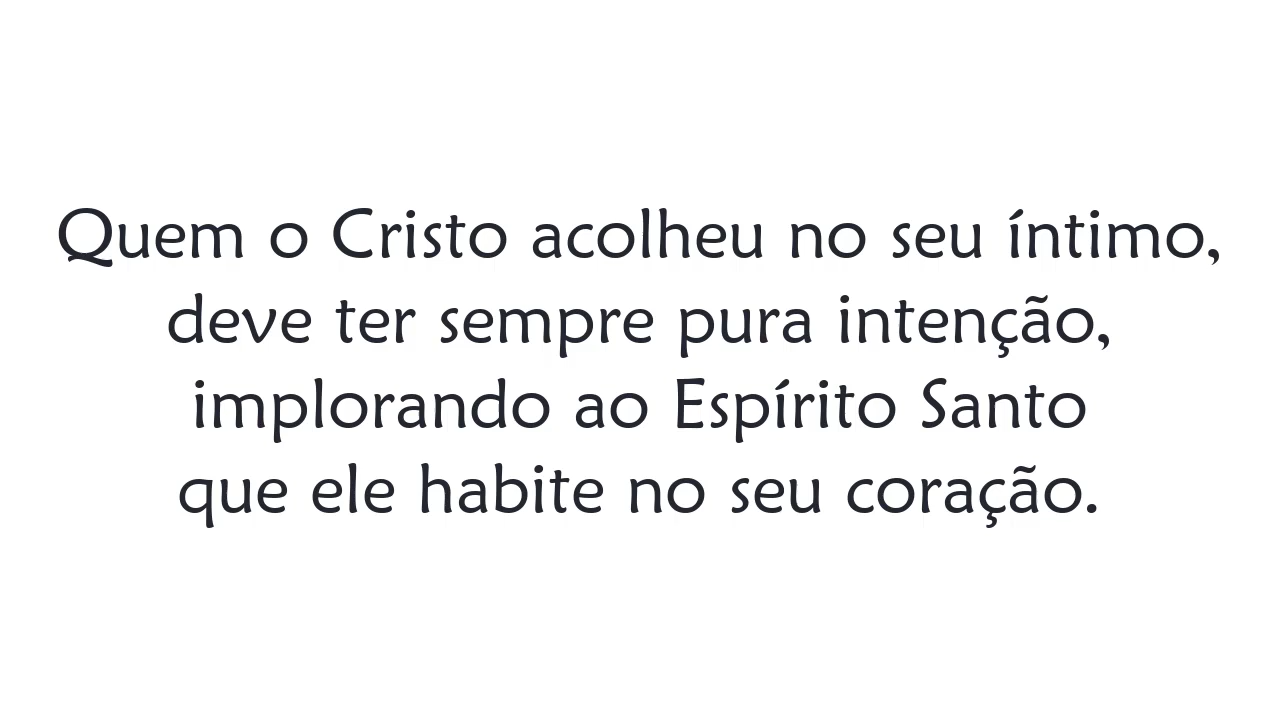 Quem o Cristo acolheu no seu íntimo,
deve ter sempre pura intenção,
implorando ao Espírito Santo
que ele habite no seu coração.